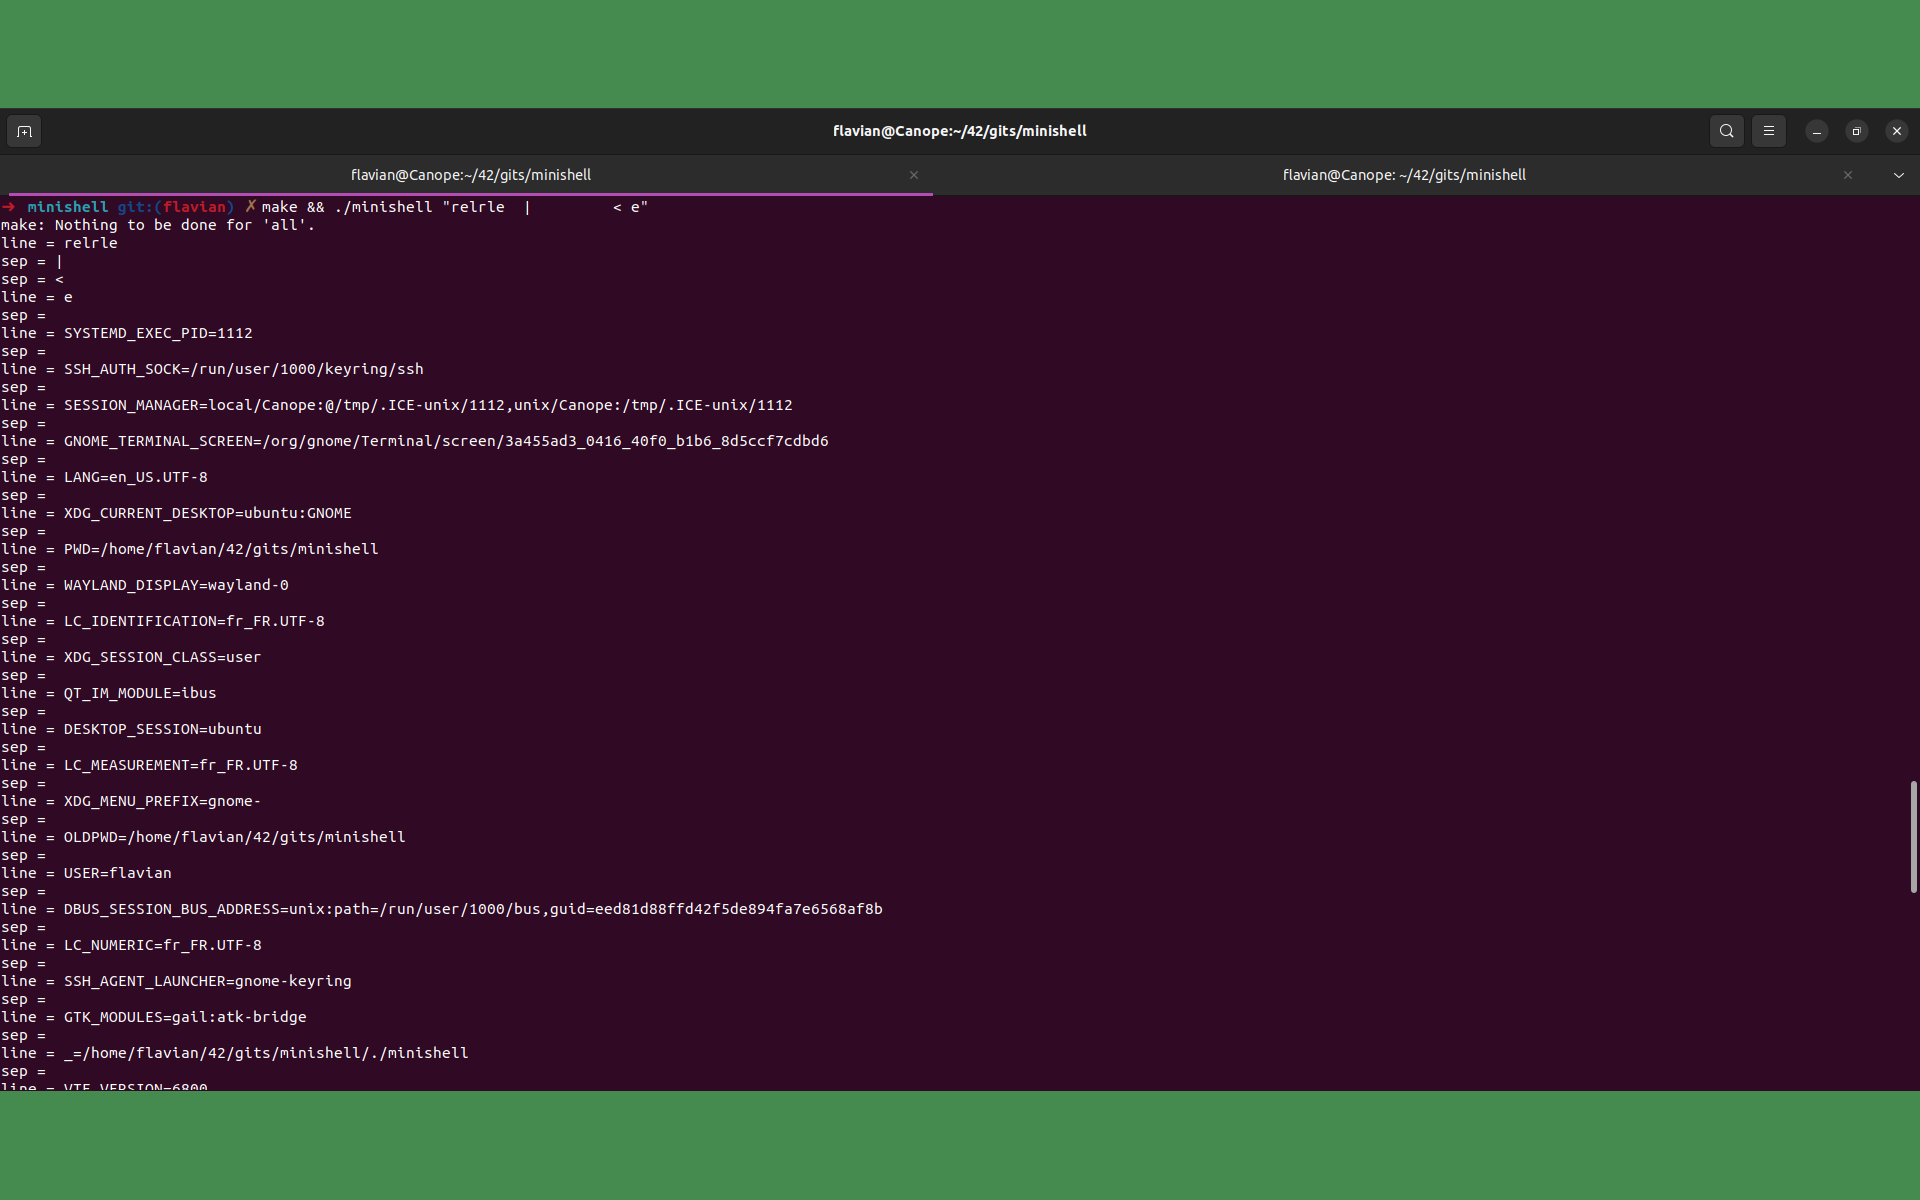 flavian@Canope:~/42/gits/minishell
flavian@Canope:~/42/gits/minishell
flavian@Canope: ~/42/gits/minishell
➜  minishell git:(flavian) ✗ make && ./minishell "relrle  |         < e"
make: Nothing to be done for 'all'.
line = relrle
sep = |
sep = <
line = e
sep =
line = SYSTEMD_EXEC_PID=1112
sep =
line = SSH_AUTH_SOCK=/run/user/1000/keyring/ssh
sep =
line = SESSION_MANAGER=local/Canope:@/tmp/.ICE-unix/1112,unix/Canope:/tmp/.ICE-unix/1112
sep =
line = GNOME_TERMINAL_SCREEN=/org/gnome/Terminal/screen/3a455ad3_0416_40f0_b1b6_8d5ccf7cdbd6
sep =
line = LANG=en_US.UTF-8
sep =
line = XDG_CURRENT_DESKTOP=ubuntu:GNOME
sep =
line = PWD=/home/flavian/42/gits/minishell
sep =
line = WAYLAND_DISPLAY=wayland-0
sep =
line = LC_IDENTIFICATION=fr_FR.UTF-8
sep =
line = XDG_SESSION_CLASS=user
sep =
line = QT_IM_MODULE=ibus
sep =
line = DESKTOP_SESSION=ubuntu
sep =
line = LC_MEASUREMENT=fr_FR.UTF-8
sep =
line = XDG_MENU_PREFIX=gnome-
sep =
line = OLDPWD=/home/flavian/42/gits/minishell
sep =
line = USER=flavian
sep =
line = DBUS_SESSION_BUS_ADDRESS=unix:path=/run/user/1000/bus,guid=eed81d88ffd42f5de894fa7e6568af8b
sep =
line = LC_NUMERIC=fr_FR.UTF-8
sep =
line = SSH_AGENT_LAUNCHER=gnome-keyring
sep =
line = GTK_MODULES=gail:atk-bridge
sep =
line = _=/home/flavian/42/gits/minishell/./minishell
sep =
line = VTE_VERSION=6800